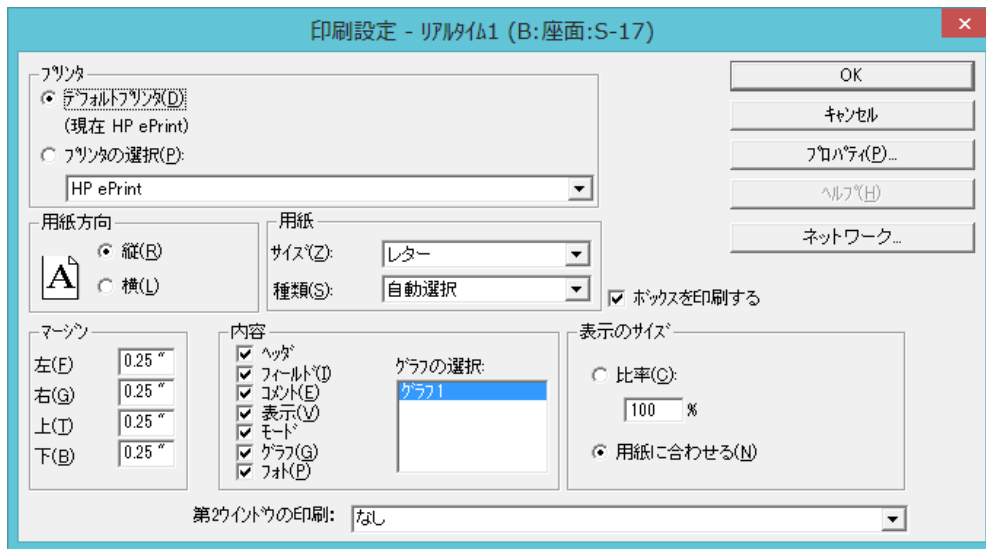 印刷設定 - ﾘｱﾙﾀｲﾑ1 (B:座面:S-17)
ﾌﾟﾘﾝﾀ
ﾃﾞﾌｫﾙﾄﾌﾟﾘﾝﾀ(D)
(現在 HP ePrint)
ﾌﾟﾘﾝﾀの選択(P):
HP ePrint
OK
ｷｬﾝｾﾙ
ﾌﾟﾛﾊﾟﾃｨ(P)...
ﾍﾙﾌﾟ(H)
ネットワーク...
用紙方向
A
縦(R)
横(L)
用紙
ｻｲｽﾞ(Z):
レター
種類(S):
自動選択
ﾎﾞｯｸｽを印刷する
ﾏｰｼﾞﾝ
左(F)
0.25 "
右(G)
0.25 "
上(T)
0.25 "
下(B)
0.25 "
内容
ﾍｯﾀﾞ
ﾌｨｰﾙﾄﾞ(I)
ｺﾒﾝﾄ(E)
表示(V)
ﾓｰﾄﾞ
ｸﾞﾗﾌ(G)
ﾌｫﾄ(P)
ｸﾞﾗﾌの選択:
ｸﾞﾗﾌ1
表示のｻｲｽﾞ
比率(C):
100 %
用紙に合わせる(N)
第2ｳｲﾝﾄﾞｳの印刷:
なし